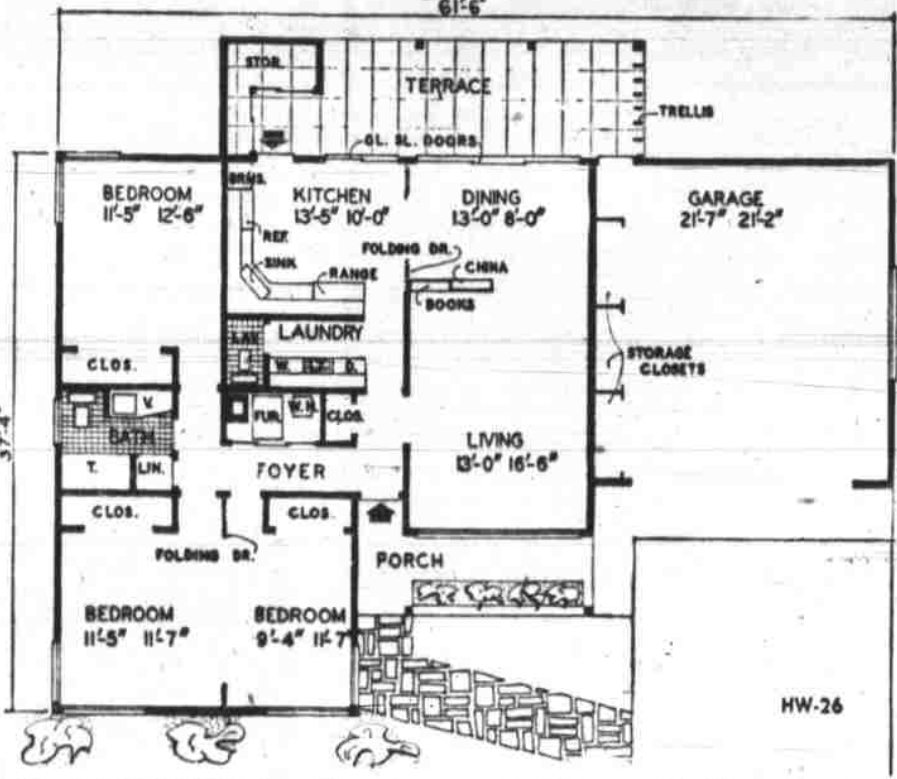 61'-6"
STOR.
TERRACE
TRELLIS
GL. SL. DOORS
BEDROOM
11'-5" 12'-6"
BRMS.
KITCHEN
13'-5" 10'-0"
DINING
13'-0" 8'-0"
GARAGE
21'-7" 21'-2"
REF.
SINK
FOLDING DR.
CHINA
RANGE
BOOKS
LAV.
LAUNDRY
W.
L.T.
D.
CLOS.
STORAGE
CLOSETS
37'-4"
V.
BATH
FUR.
W.H.
CLOS.
LIVING
13'-0" 16'-6"
T.
LIN.
FOYER
CLOS.
CLOS.
FOLDING DR.
PORCH
BEDROOM
11'-5" 11'-7"
BEDROOM
9'-4" 11'-7"
HW-26